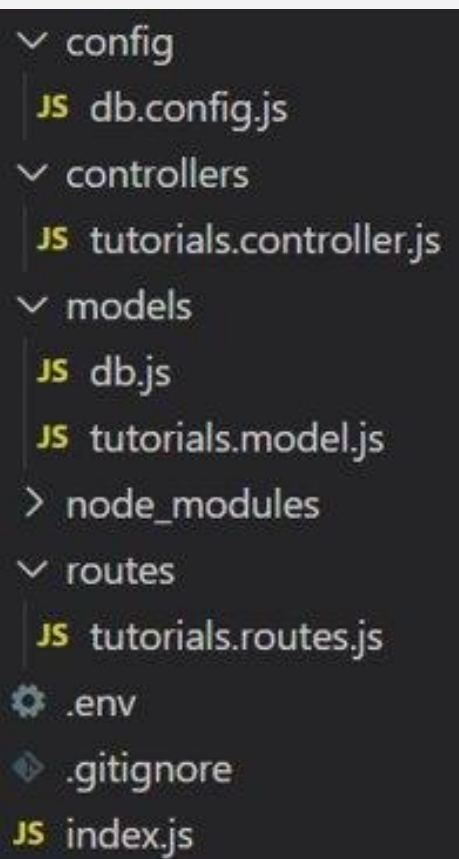 config
JS db.config.js
controllers
JS tutorials.controller.js
models
JS db.js
JS tutorials.model.js
node_modules
routes
JS tutorials.routes.js
.env
.gitignore
JS index.js